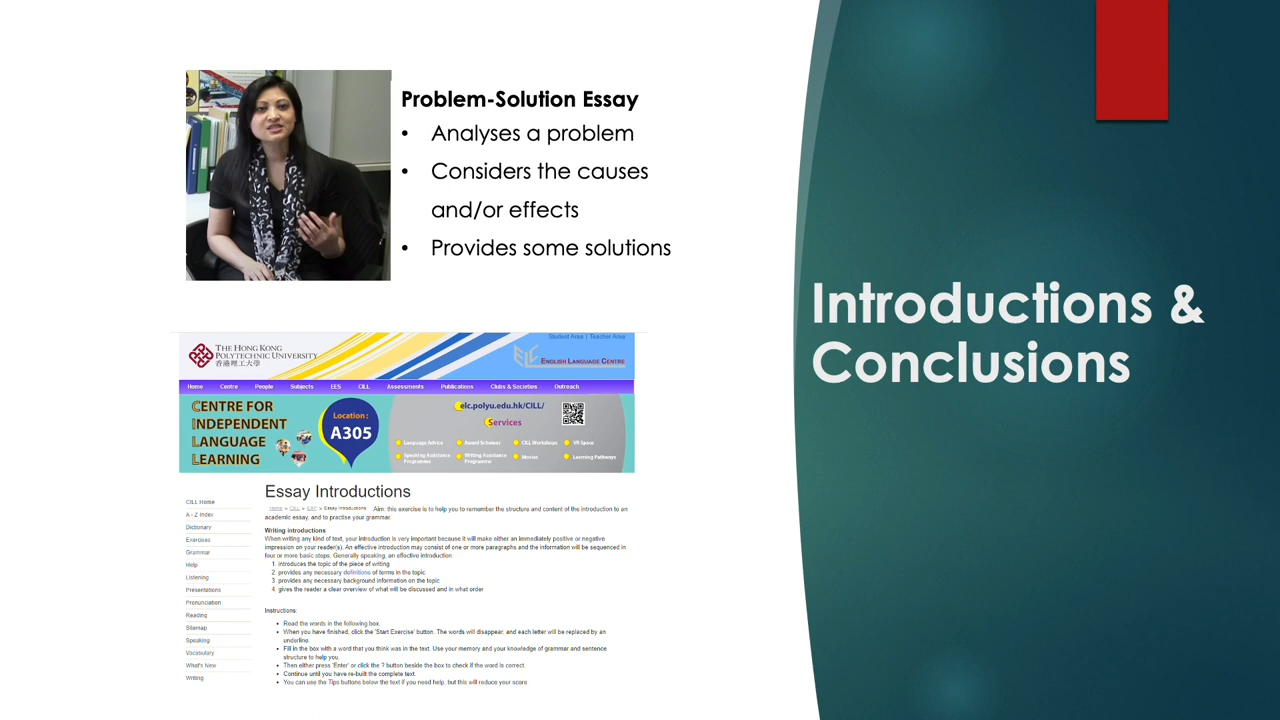 Problem-Solution Essay
• Analyses a problem
• Considers the causes
and/or effects
• Provides some solutions
Introductions &
Conclusions
Student Area | Teacher Area
THE HONG KONG
POLYTECHNIC UNIVERSITY
香港理工大學
ELC ENGLISH LANGUAGE CENTRE
Home Centre People Subjects EES CILL Assessments Publications Clubs & Societies Outreach
CENTRE FOR
INDEPENDENT
LANGUAGE
LEARNING
Location :
A305
elc.polyu.edu.hk/CILL/
Services
Language Advice Award Schemes CILL Workshops VR Space
Speaking Assistance Programme Writing Assistance Programme Movies Learning Pathways
CILL Home
A - Z Index
Dictionary
Exercises
Grammar
Help
Listening
Presentations
Pronunciation
Reading
Sitemap
Speaking
Vocabulary
What's New
Writing
Essay Introductions
Home > CILL > EAP > Essay Introductions Aim: this exercise is to help you to remember the structure and content of the introduction to an
academic essay, and to practise your grammar.
Writing introductions
When writing any kind of text, your introduction is very important because it will make either an immediately positive or negative
impression on your reader(s). An effective introduction may consist of one or more paragraphs and the information will be sequenced in
four or more basic steps. Generally speaking, an effective introduction:
1. introduces the topic of the piece of writing
2. provides any necessary definitions of terms in the topic
3. provides any necessary background information on the topic
4. gives the reader a clear overview of what will be discussed and in what order
Instructions:
• Read the words in the following box.
• When you have finished, click the 'Start Exercise' button. The words will disappear, and each letter will be replaced by an
underline.
• Fill in the box with a word that you think was in the text. Use your memory and your knowledge of grammar and sentence
structure to help you.
• Then either press 'Enter' or click the ? button beside the box to check if the word is correct.
• Continue until you have re-built the complete text.
• You can use the Tips buttons below the text if you need help, but this will reduce your score.